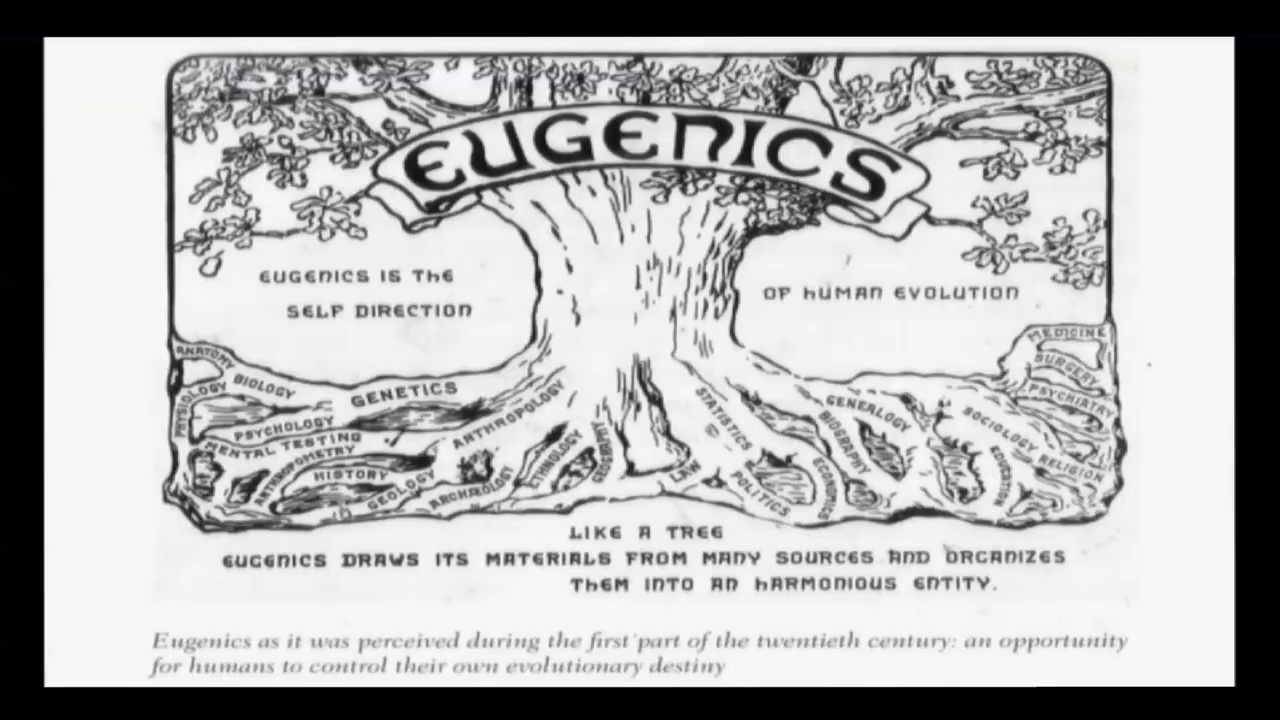 EUGENICS
EUGENICS IS THE
SELF DIRECTION
OF HUMAN EVOLUTION
ANATOMY
PHYSIOLOGY
BIOLOGY
GENETICS
PSYCHOLOGY
MENTAL TESTING
ANTHROPOMETRY
HISTORY
GEOLOGY
ANTHROPOLOGY
ARCHÆOLOGY
ETHNOLOGY
GEOGRAPHY
LAW
STATISTICS
POLITICS
ECONOMICS
BIOGRAPHY
GENEALOGY
EDUCATION
SOCIOLOGY
RELIGION
PSYCHIATRY
SURGERY
MEDICINE
LIKE A TREE
EUGENICS DRAWS ITS MATERIALS FROM MANY SOURCES AND ORGANIZES
THEM INTO AN HARMONIOUS ENTITY.
Eugenics as it was perceived during the first part of the twentieth century: an opportunity
for humans to control their own evolutionary destiny